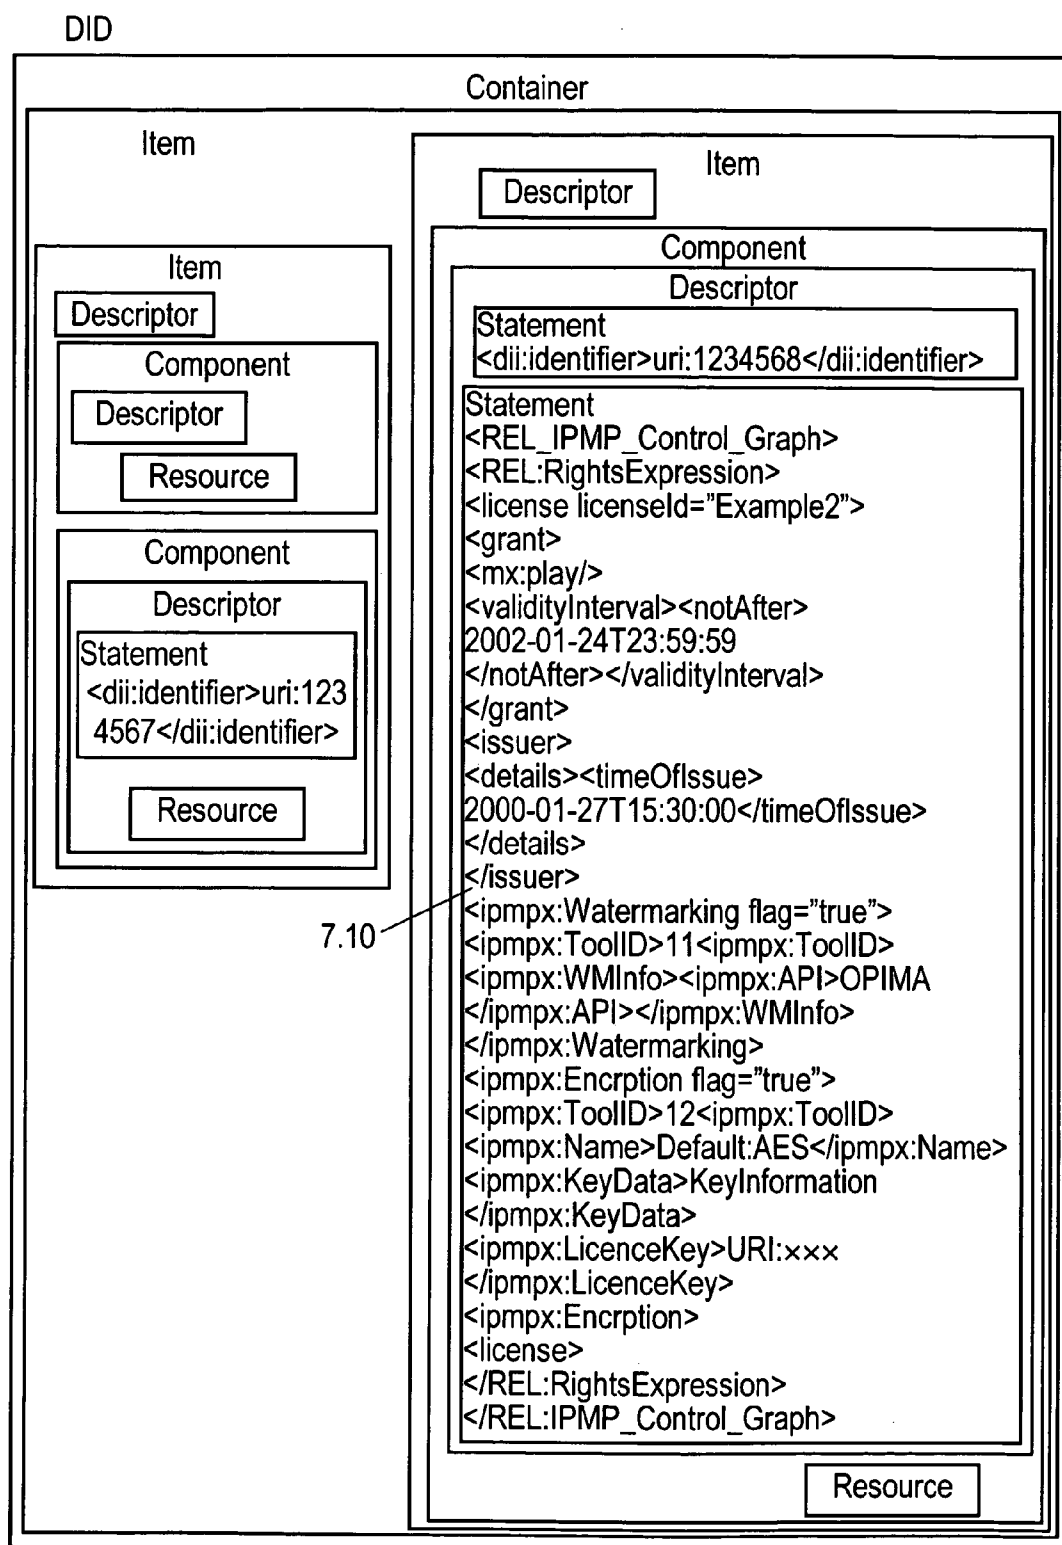 DID
Container
Item
Item
Descriptor
Component
Descriptor
Resource
Component
Descriptor
Statement
<dii:identifier>uri:123
4567</dii:identifier>
Resource
7.10
Item
Descriptor
Component
Descriptor
Statement
<dii:identifier>uri:1234568</dii:identifier>
Statement
<REL_IPMP_Control_Graph>
<REL:RightsExpression>
<license licenseId=”Example2”>
<grant>
<mx:play/>
<validityInterval><notAfter>
2002-01-24T23:59:59
</notAfter></validityInterval>
</grant>
<issuer>
<details><timeOfIssue>
2000-01-27T15:30:00</timeOfIssue>
</details>
</issuer>
<ipmpx:Watermarking flag=”true”>
<ipmpx:ToolID>11<ipmpx:ToolID>
<ipmpx:WMInfo><ipmpx:API>OPIMA
</ipmpx:API></ipmpx:WMInfo>
</ipmpx:Watermarking>
<ipmpx:Encrption flag=”true”>
<ipmpx:ToolID>12<ipmpx:ToolID>
<ipmpx:Name>Default:AES</ipmpx:Name>
<ipmpx:KeyData>KeyInformation
</ipmpx:KeyData>
<ipmpx:LicenceKey>URI:×××
</ipmpx:LicenceKey>
<ipmpx:Encrption>
<license>
</REL:RightsExpression>
</REL:IPMP_Control_Graph>
Resource